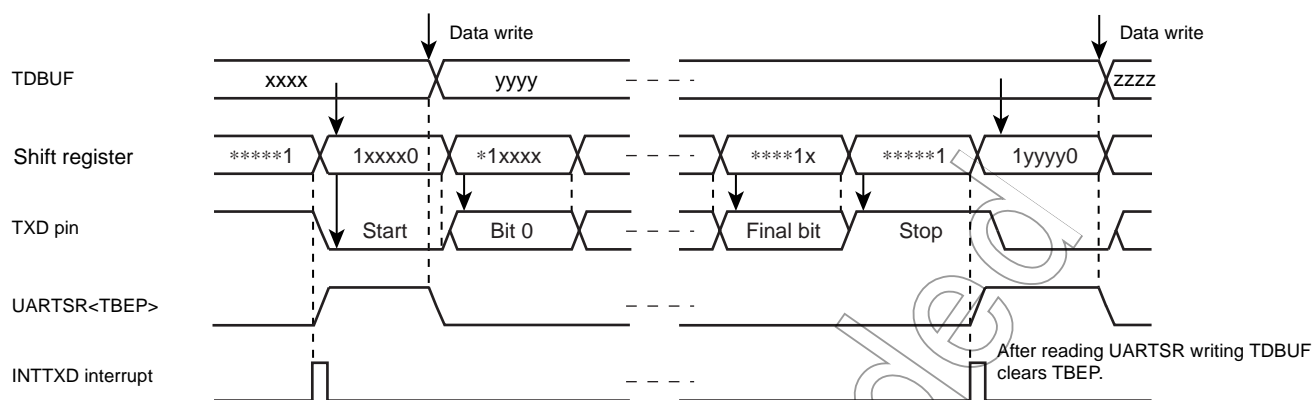 Data write Data write
TDBUF xxxx yyyy zzzz
Shift register *****1 1xxxx0 *1xxxx ****1x *****1 1yyyy0
TXD pin Start Bit 0 Final bit Stop
UARTSR<TBEP>
After reading UARTSR writing TDBUF
INTTXD interrupt clears TBEP.